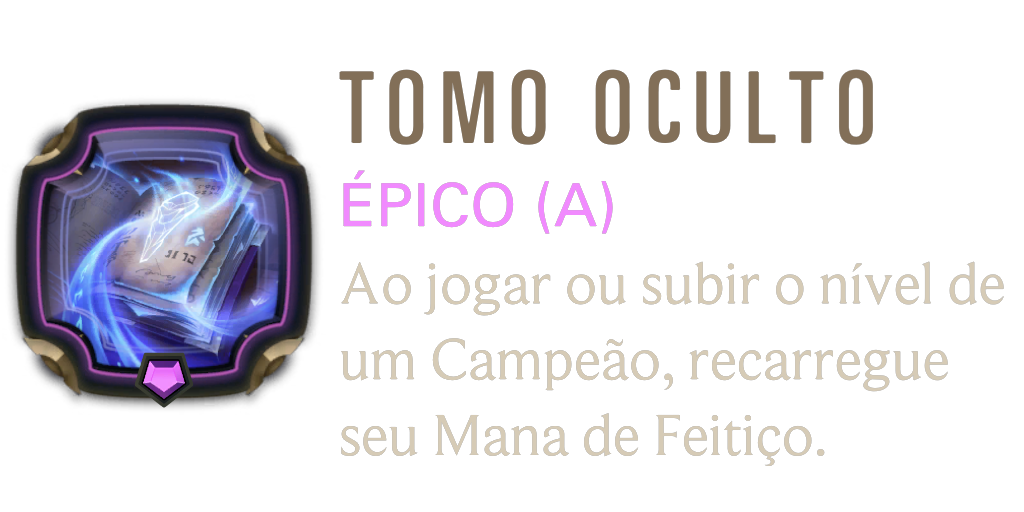 TOMO OCULTO
ÉPICO (A)
Ao jogar ou subir o nível de
um Campeão, recarregue
seu Mana de Feitiço.